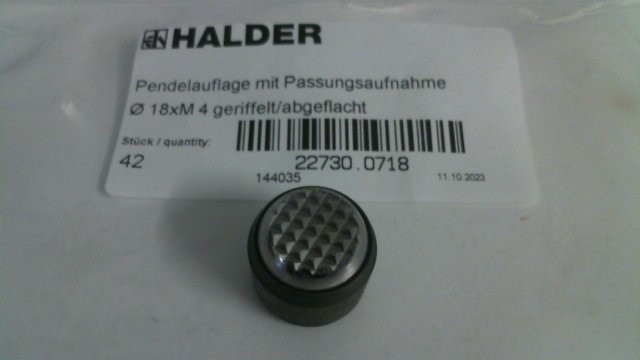 HALDER
Pendelauflage mit Passungsaufnahme
Ø 18xM 4 geriffelt/abgeflacht
Stück / quantity:
42
22730.0718
144035
11.10.2023